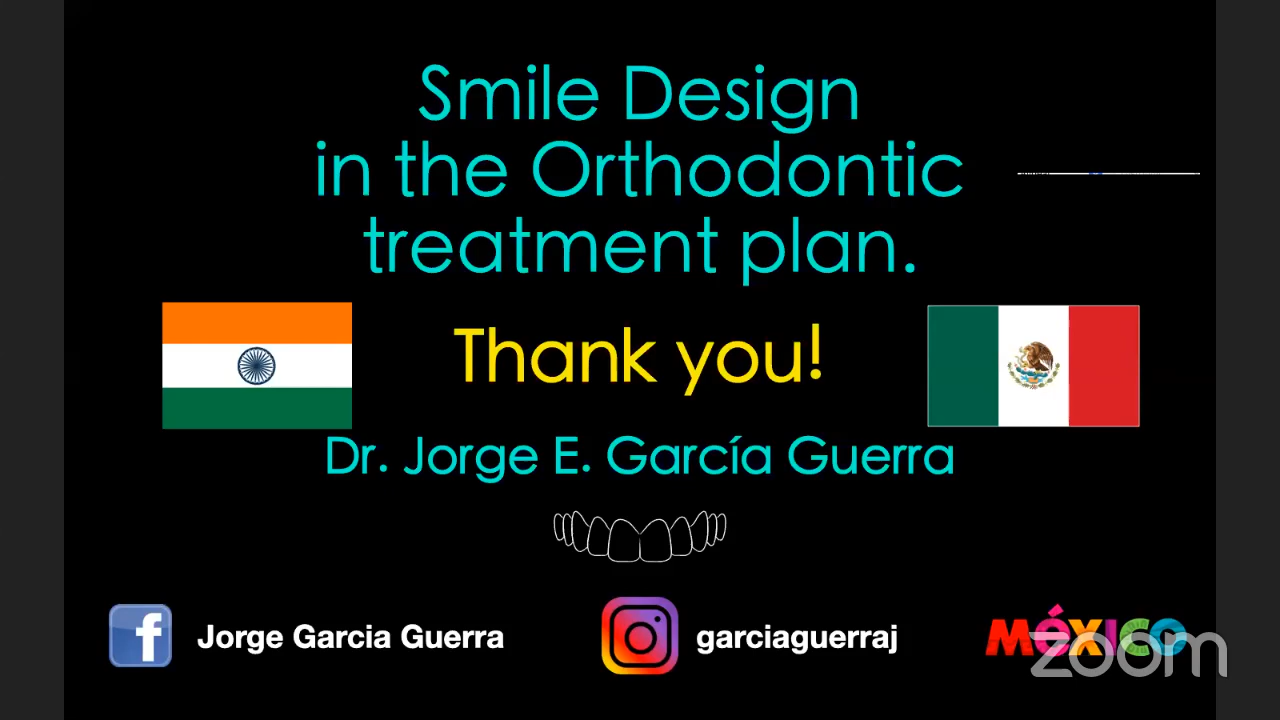 Smile Design
in the Orthodontic
treatment plan.
Thank you!
Dr. Jorge E. García Guerra
f Jorge Garcia Guerra
garciaguerraj
MÉXICO
zoom